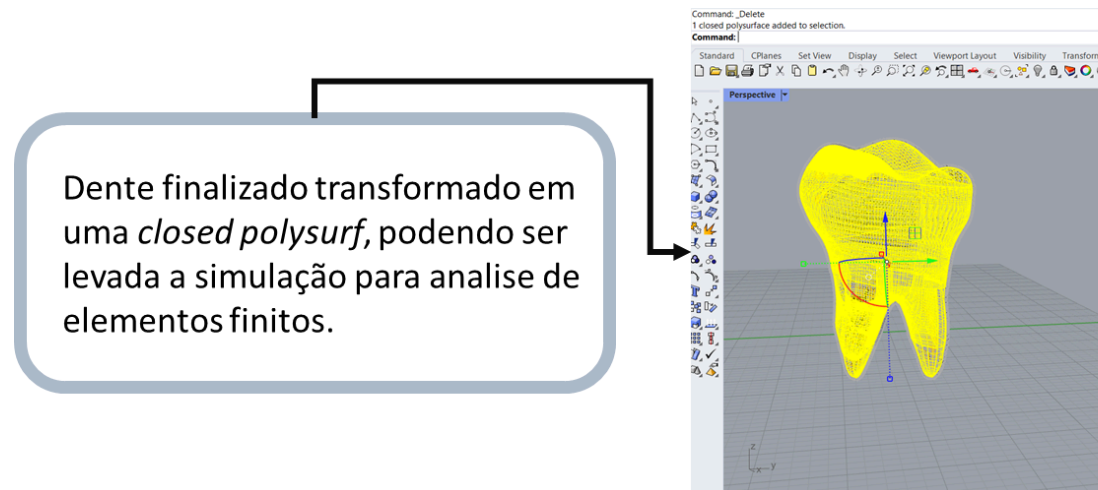 Command: _Delete
1 closed polysurface added to selection.
Command:
Standard CPlanes Set View Display Select Viewport Layout Visibility
Perspective
Dente finalizado transformado em
uma closed polysurf, podendo ser
levada a simulação para analise de
elementos finitos.
z
x
y